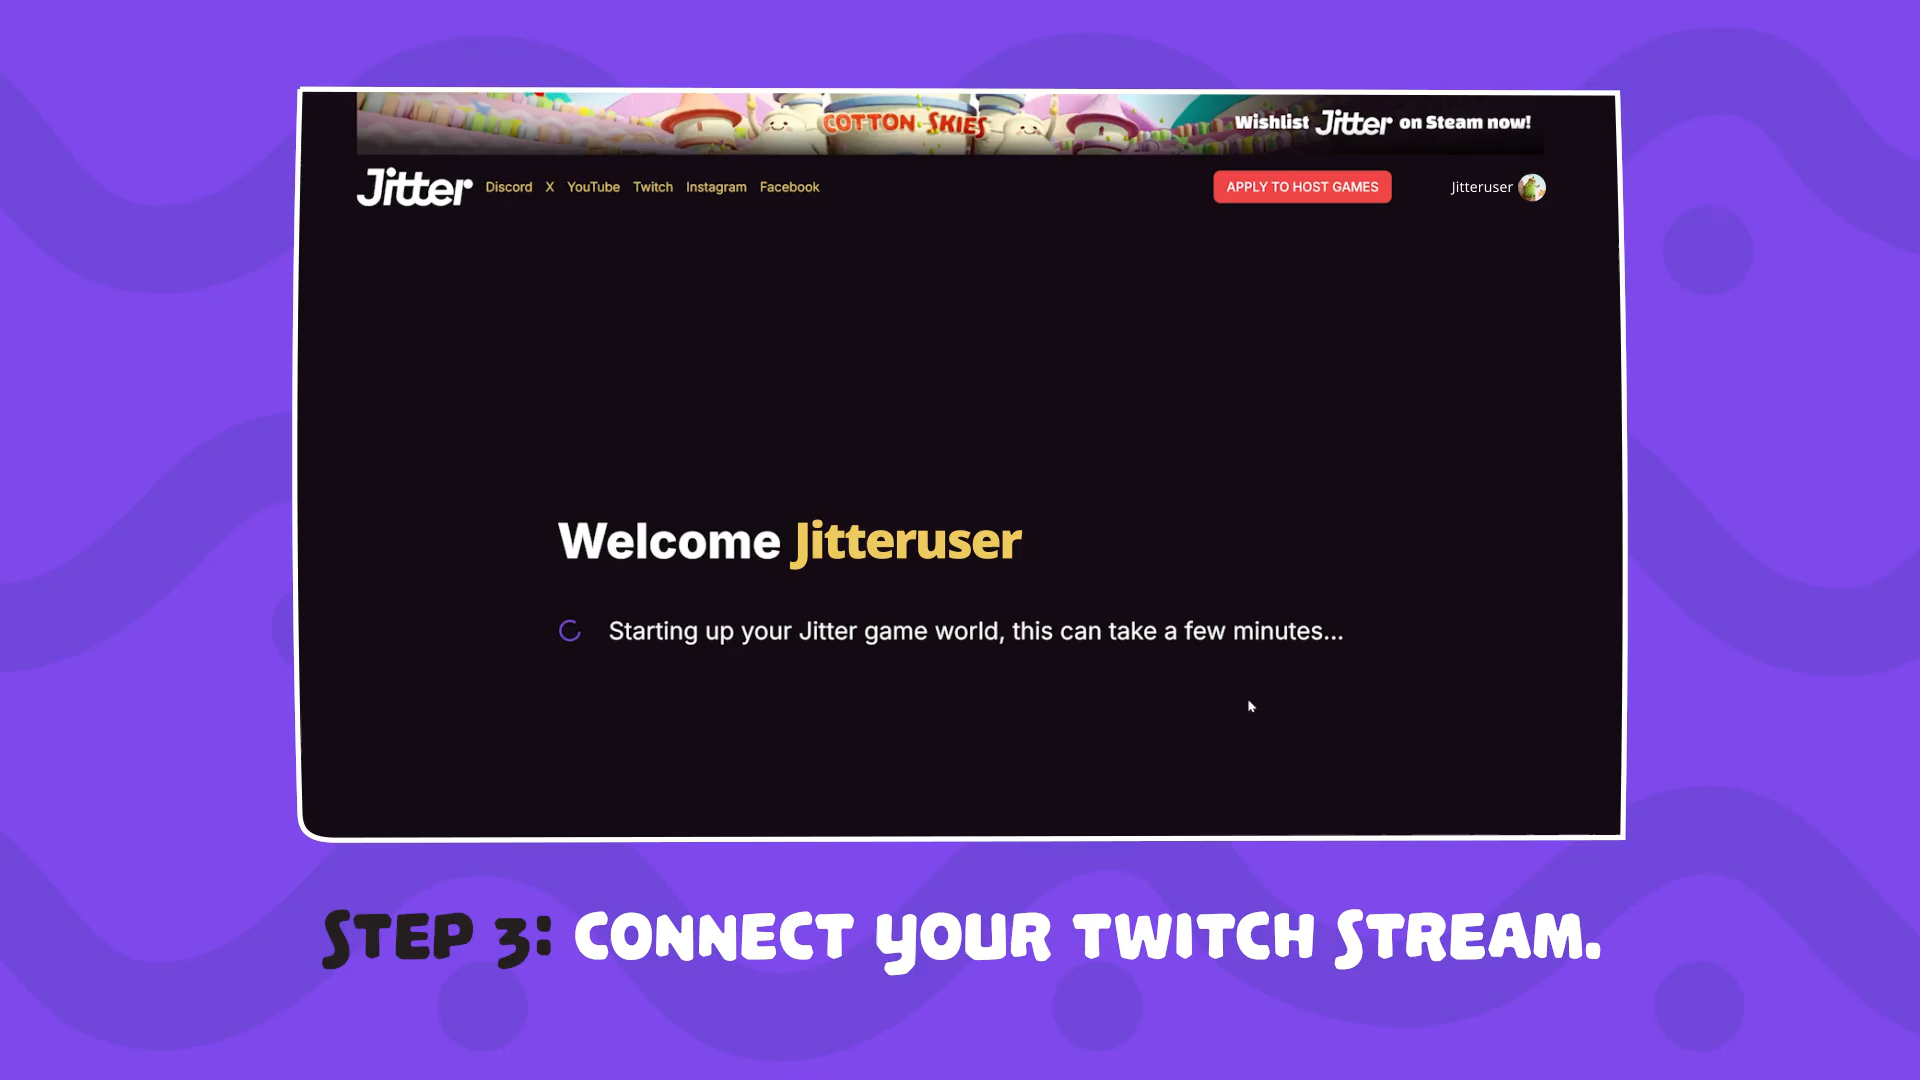 COTTON SKIES
Wishlist Jitter on Steam now!
Jitter Discord X YouTube Twitch Instagram Facebook APPLY TO HOST GAMES Jitteruser
Welcome Jitteruser
Starting up your Jitter game world, this can take a few minutes...
STEP 3: CONNECT YOUR TWITCH STREAM.